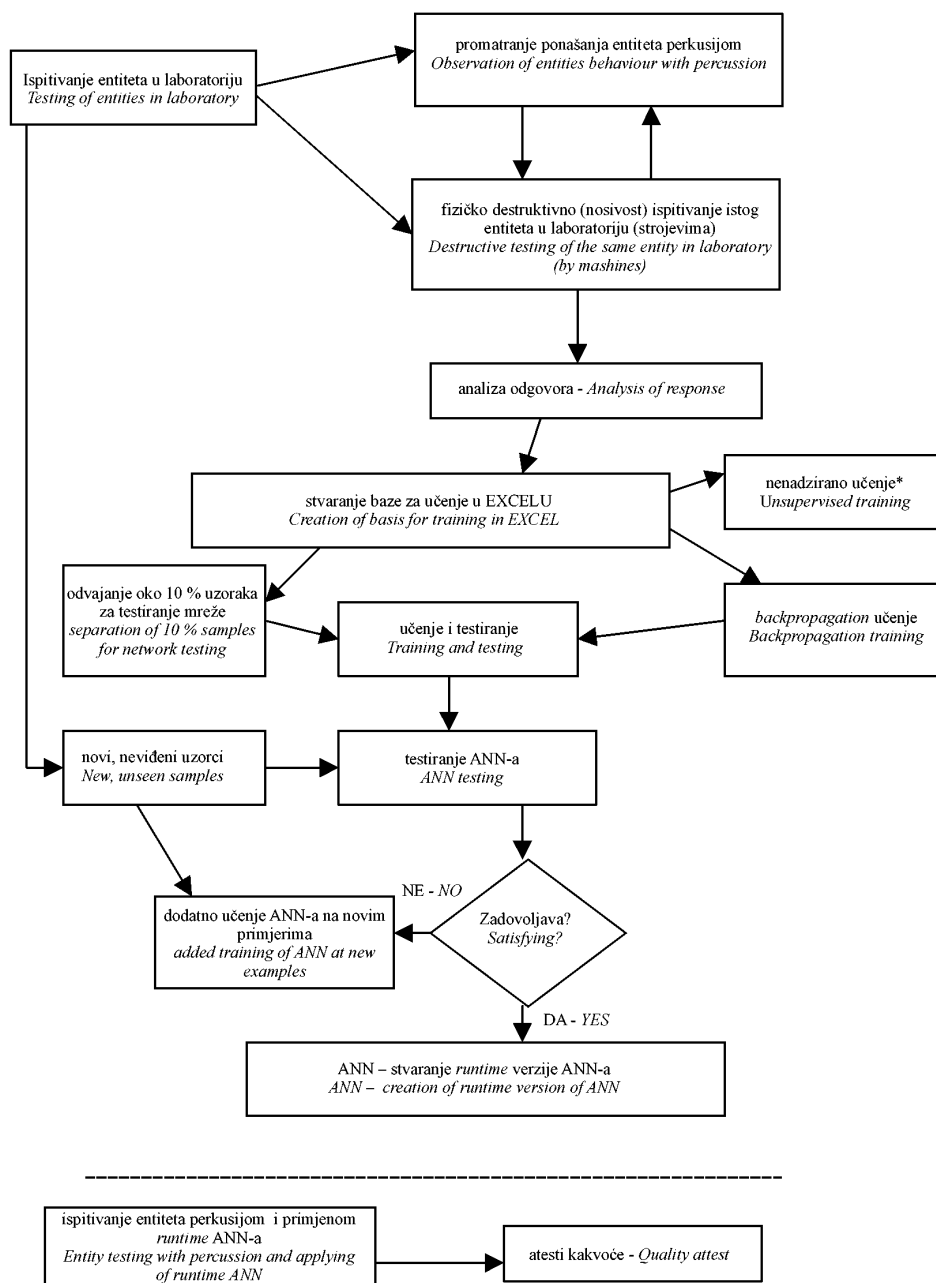 Ispitivanje entiteta u laboratoriju
Testing of entities in laboratory
promatranje ponašanja entiteta perkusijom
Observation of entities behaviour with percussion
fizičko destruktivno (nosivost) ispitivanje istog
entiteta u laboratoriju (strojevima)
Destructive testing of the same entity in laboratory
(by mashines)
analiza odgovora - Analysis of response
stvaranje baze za učenje u EXCELU
Creation of basis for training in EXCEL
nenadzirano učenje*
Unsupervised training
odvajanje oko 10 % uzoraka
za testiranje mreže
separation of 10 % samples
for network testing
učenje i testiranje
Training and testing
backpropagation učenje
Backpropagation training
novi, neviđeni uzorci
New, unseen samples
testiranje ANN-a
ANN testing
NE - NO
Zadovoljava?
Satisfying?
dodatno učenje ANN-a na novim
primjerima
added training of ANN at new
examples
DA - YES
ANN – stvaranje runtime verzije ANN-a
ANN – creation of runtime version of ANN
ispitivanje entiteta perkusijom i primjenom
runtime ANN-a
Entity testing with percussion and applying
of runtime ANN
atesti kakvoće - Quality attest